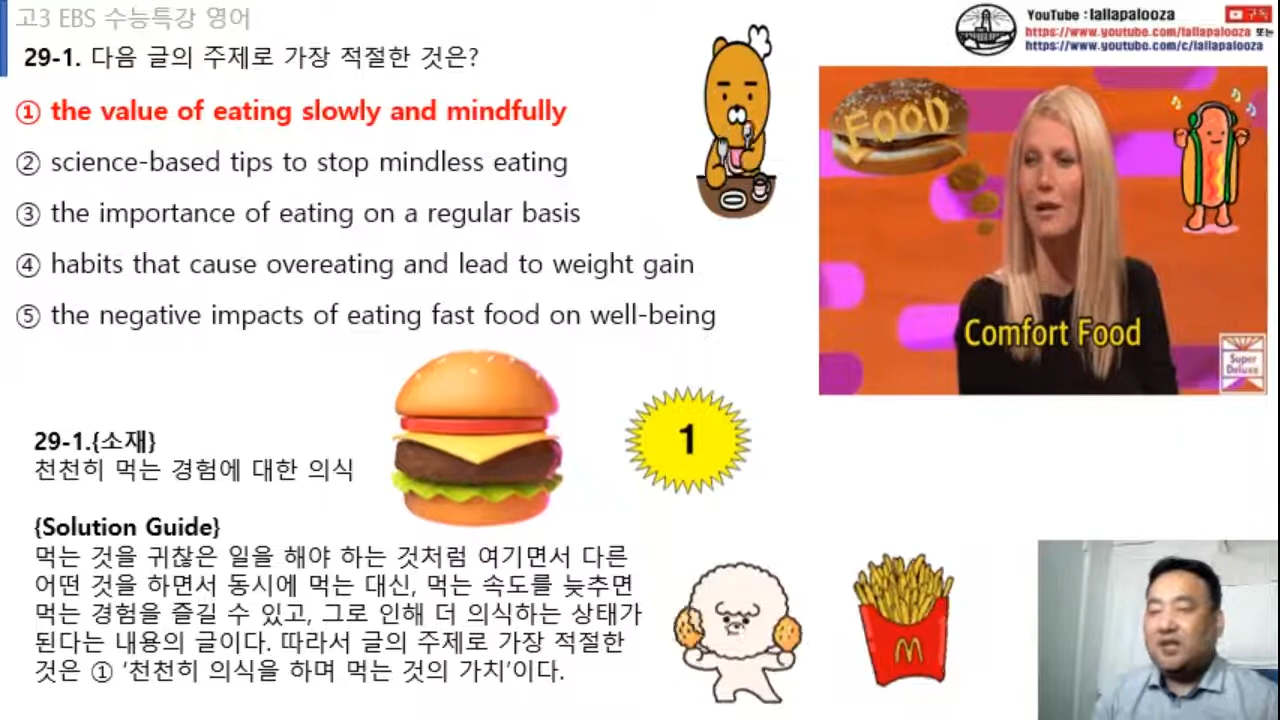 고3 EBS 수능특강 영어
29-1. 다음 글의 주제로 가장 적절한 것은?
① the value of eating slowly and mindfully
② science-based tips to stop mindless eating
③ the importance of eating on a regular basis
④ habits that cause overeating and lead to weight gain
⑤ the negative impacts of eating fast food on well-being
YouTube : lallapalooza
구독
https://www.youtube.com/lallapalooza 또는
https://www.youtube.com/c/lallapalooza
FOOD
Comfort Food
Super
Deluxe
29-1.{소재}
천천히 먹는 경험에 대한 의식
1
{Solution Guide}
먹는 것을 귀찮은 일을 해야 하는 것처럼 여기면서 다른
어떤 것을 하면서 동시에 먹는 대신, 먹는 속도를 늦추면
먹는 경험을 즐길 수 있고, 그로 인해 더 의식하는 상태가
된다는 내용의 글이다. 따라서 글의 주제로 가장 적절한
것은 ① ‘천천히 의식을 하며 먹는 것의 가치’이다.